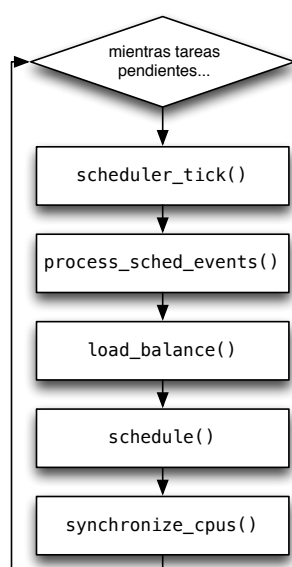 mientras tareas
pendientes...
scheduler_tick()
process_sched_events()
load_balance()
schedule()
synchronize_cpus()